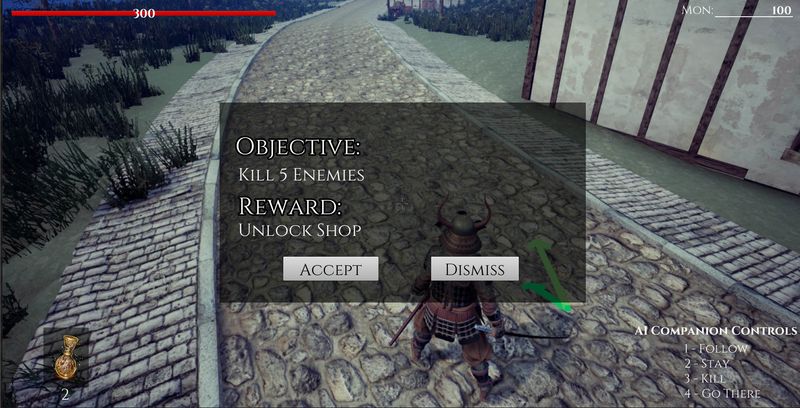 300
Mon: 100
Objective:
Kill 5 Enemies
Reward:
Unlock Shop
Accept
Dismiss
AI Companion Controls
1 - Follow
2 - Stay
3 - Kill
4 - Go There
2